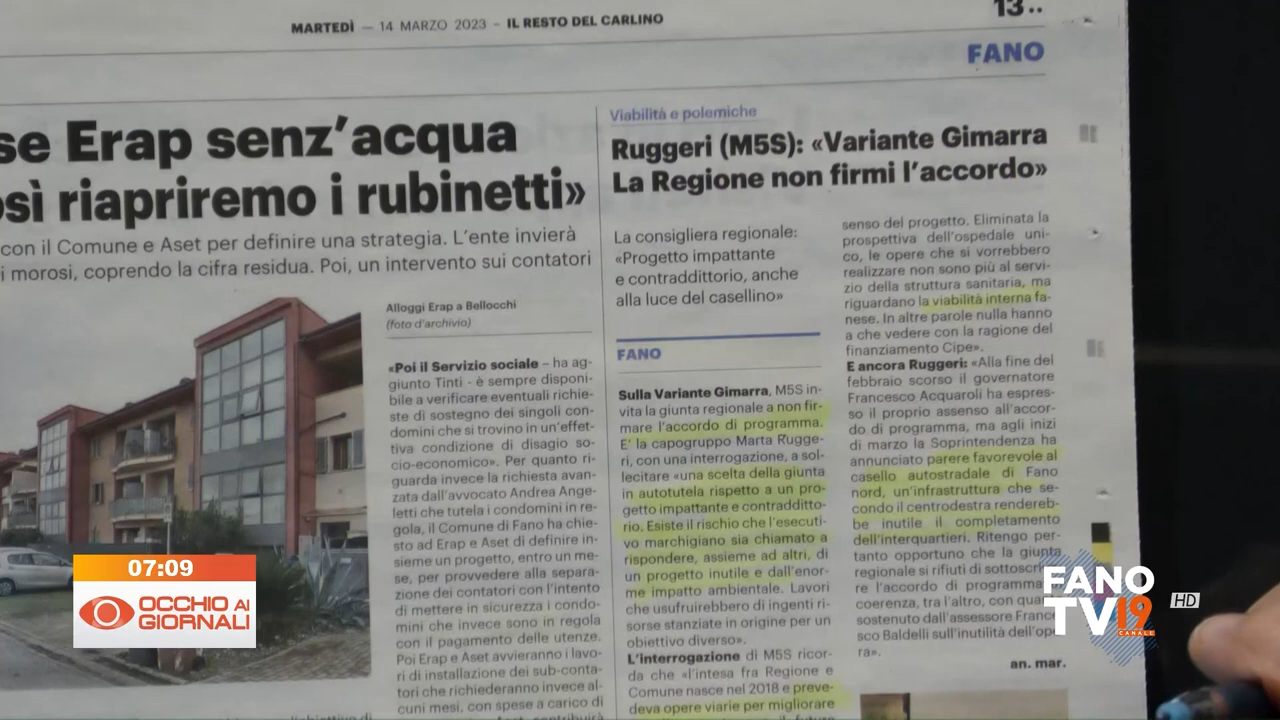 MARTEDÌ — 14 MARZO 2023 – IL RESTO DEL CARLINO
13..
FANO
se Erap senz'acqua
osì riapriremo i rubinetti»
con il Comune e Aset per definire una strategia. L'ente invierà
i morosi, coprendo la cifra residua. Poi, un intervento sui contatori
Alloggi Erap a Bellocchi
(foto d'archivio)
«Poi il Servizio sociale – ha ag-
giunto Tinti - è sempre disponi-
bile a verificare eventuali richie-
ste di sostegno dei singoli con-
domini che si trovino in un'effet-
tiva condizione di disagio so-
cio-economico». Per quanto ri-
guarda invece la richiesta avan-
zata dall'avvocato Andrea Ange-
letti che tutela i condomini in re-
gola, il Comune di Fano ha chie-
sto ad Erap e Aset di definire in-
sieme un progetto, entro un me-
se, per provvedere alla separa-
zione dei contatori con l'intento
di mettere in sicurezza i condo-
mini che invece sono in regola
con il pagamento delle utenze.
Poi Erap e Aset avvieranno i lavo-
ri di installazione dei sub-conta-
tori che richiederanno invece al-
cuni mesi, con spese a carico di
Viabilità e polemiche
Ruggeri (M5S): «Variante Gimarra
La Regione non firmi l'accordo»
La consigliera regionale:
«Progetto impattante
e contraddittorio, anche
alla luce del casellino»
FANO
Sulla Variante Gimarra, M5S in-
vita la giunta regionale a non fir-
mare l'accordo di programma.
E' la capogruppo Marta Rugge-
ri, con una interrogazione, a sol-
lecitare «una scelta della giunta
in autotutela rispetto a un pro-
getto impattante e contradditto-
rio. Esiste il rischio che l'esecuti-
vo marchigiano sia chiamato a
rispondere, assieme ad altri, di
un progetto inutile e dall'enor-
me impatto ambientale. Lavori
che usufruirebbero di ingenti ri-
sorse stanziate in origine per un
obiettivo diverso».
L'interrogazione di M5S ricor-
da che «l'intesa fra Regione e
Comune nasce nel 2018 e preve-
deva opere viarie per migliorare
senso del progetto. Eliminata la
prospettiva dell'ospedale uni-
co, le opere che si vorrebbero
realizzare non sono più al servi-
zio della struttura sanitaria, ma
riguardano la viabilità interna fa-
nese. In altre parole nulla hanno
a che vedere con la ragione del
finanziamento Cipe».
E ancora Ruggeri: «Alla fine del
febbraio scorso il governatore
Francesco Acquaroli ha espres-
so il proprio assenso all'accor-
do di programma, ma agli inizi
di marzo la Soprintendenza ha
annunciato parere favorevole al
casello autostradale di Fano
nord, un'infrastruttura che se-
condo il centrodestra rendereb-
be inutile il completamento
dell'interquartieri. Ritengo per-
tanto opportuno che la giunta
regionale si rifiuti di sottoscri
re l'accordo di programma
coerenza, tra l'altro, con qua
sostenuto dall'assessore Franc
sco Baldelli sull'inutilità dell'op
ra».
an. mar.
07:09
OCCHIO AI
GIORNALI
FANO
TV 19
CANALE
HD